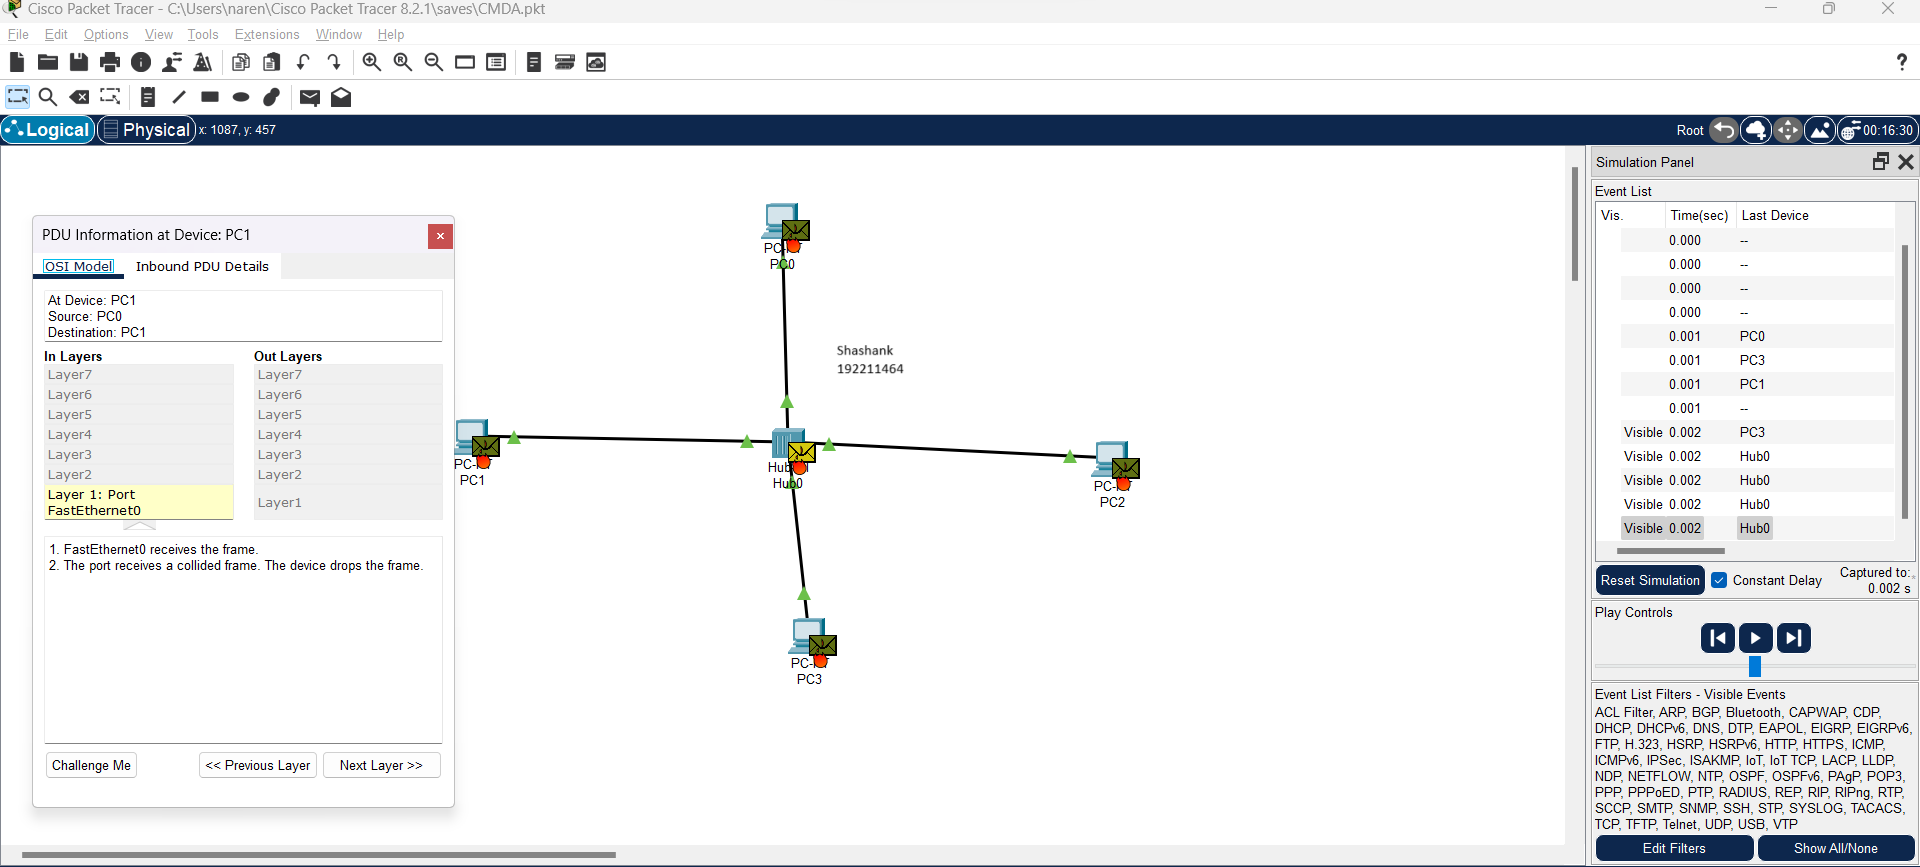 Cisco Packet Tracer - C:\Users\naren\Cisco Packet Tracer 8.2.1\saves\CMDA.pkt
File Edit Options View Tools Extensions Window Help
?
Logical Physical x: 1087, y: 457
Root 00:16:30
PDU Information at Device: PC1
OSI Model Inbound PDU Details
At Device: PC1
Source: PC0
Destination: PC1
In Layers Out Layers
Layer7 Layer7
Layer6 Layer6
Layer5 Layer5
Layer4 Layer4
Layer3 Layer3
Layer2 Layer2
Layer 1: Port
FastEthernet0
Layer1
1. FastEthernet0 receives the frame.
2. The port receives a collided frame. The device drops the frame.
Challenge Me << Previous Layer Next Layer >>
PC0
Shashank
192211464
PC1
Hub0
PC2
PC3
Simulation Panel
Event List
Vis. Time(sec) Last Device
0.000 --
0.000 --
0.000 --
0.000 --
0.001 PC0
0.001 PC3
0.001 PC1
0.001 --
Visible 0.002 PC3
Visible 0.002 Hub0
Visible 0.002 Hub0
Visible 0.002 Hub0
Visible 0.002 Hub0
Reset Simulation Constant Delay Captured to:
0.002 s
Play Controls
Event List Filters - Visible Events
ACL Filter, ARP, BGP, Bluetooth, CAPWAP, CDP,
DHCP, DHCPv6, DNS, DTP, EAPOL, EIGRP, EIGRPv6,
FTP, H.323, HSRP, HSRPv6, HTTP, HTTPS, ICMP,
ICMPv6, IPSec, ISAKMP, IoT, IoT TCP, LACP, LLDP,
NDP, NETFLOW, NTP, OSPF, OSPFv6, PAgP, POP3,
PPP, PPPoED, PTP, RADIUS, REP, RIP, RIPng, RTP,
SCCP, SMTP, SNMP, SSH, STP, SYSLOG, TACACS,
TCP, TFTP, Telnet, UDP, USB, VTP
Edit Filters Show All/None